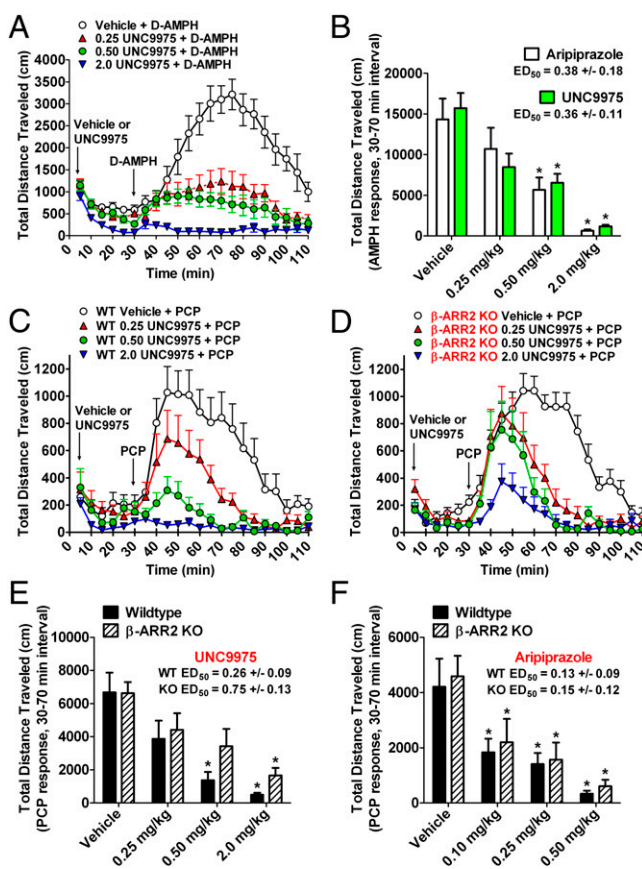 A
Vehicle + D-AMPH
0.25 UNC9975 + D-AMPH
0.50 UNC9975 + D-AMPH
2.0 UNC9975 + D-AMPH
Total Distance Traveled (cm)
4000
3500
3000
2500
2000
1500
1000
500
0
Vehicle or
UNC9975
D-AMPH
0 10 20 30 40 50 60 70 80 90 100 110
Time (min)
B
Aripiprazole
ED50 = 0.38 +/- 0.18
UNC9975
ED50 = 0.36 +/- 0.11
Total Distance Traveled (cm)
(AMPH response, 30-70 min interval)
20000
15000
10000
5000
0
* *
* *
Vehicle
0.25 mg/kg
0.50 mg/kg
2.0 mg/kg
C
WT Vehicle + PCP
WT 0.25 UNC9975 + PCP
WT 0.50 UNC9975 + PCP
WT 2.0 UNC9975 + PCP
Total Distance Traveled (cm)
1200
1000
800
600
400
200
0
Vehicle or
UNC9975
PCP
0 10 20 30 40 50 60 70 80 90 100 110
Time (min)
D
β-ARR2 KO Vehicle + PCP
β-ARR2 KO 0.25 UNC9975 + PCP
β-ARR2 KO 0.50 UNC9975 + PCP
β-ARR2 KO 2.0 UNC9975 + PCP
Total Distance Traveled (cm)
1200
1000
800
600
400
200
0
Vehicle or
UNC9975
PCP
0 10 20 30 40 50 60 70 80 90 100 110
Time (min)
E
Wildtype
β-ARR2 KO
UNC9975
WT ED50 = 0.26 +/- 0.09
KO ED50 = 0.75 +/- 0.13
Total Distance Traveled (cm)
(PCP response, 30-70 min interval)
10000
8000
6000
4000
2000
0
*
* *
Vehicle
0.25 mg/kg
0.50 mg/kg
2.0 mg/kg
F
Wildtype
β-ARR2 KO
Aripiprazole
WT ED50 = 0.13 +/- 0.09
KO ED50 = 0.15 +/- 0.12
Total Distance Traveled (cm)
(PCP response, 30-70 min interval)
6000
4000
2000
0
* *
* *
* *
Vehicle
0.10 mg/kg
0.25 mg/kg
0.50 mg/kg